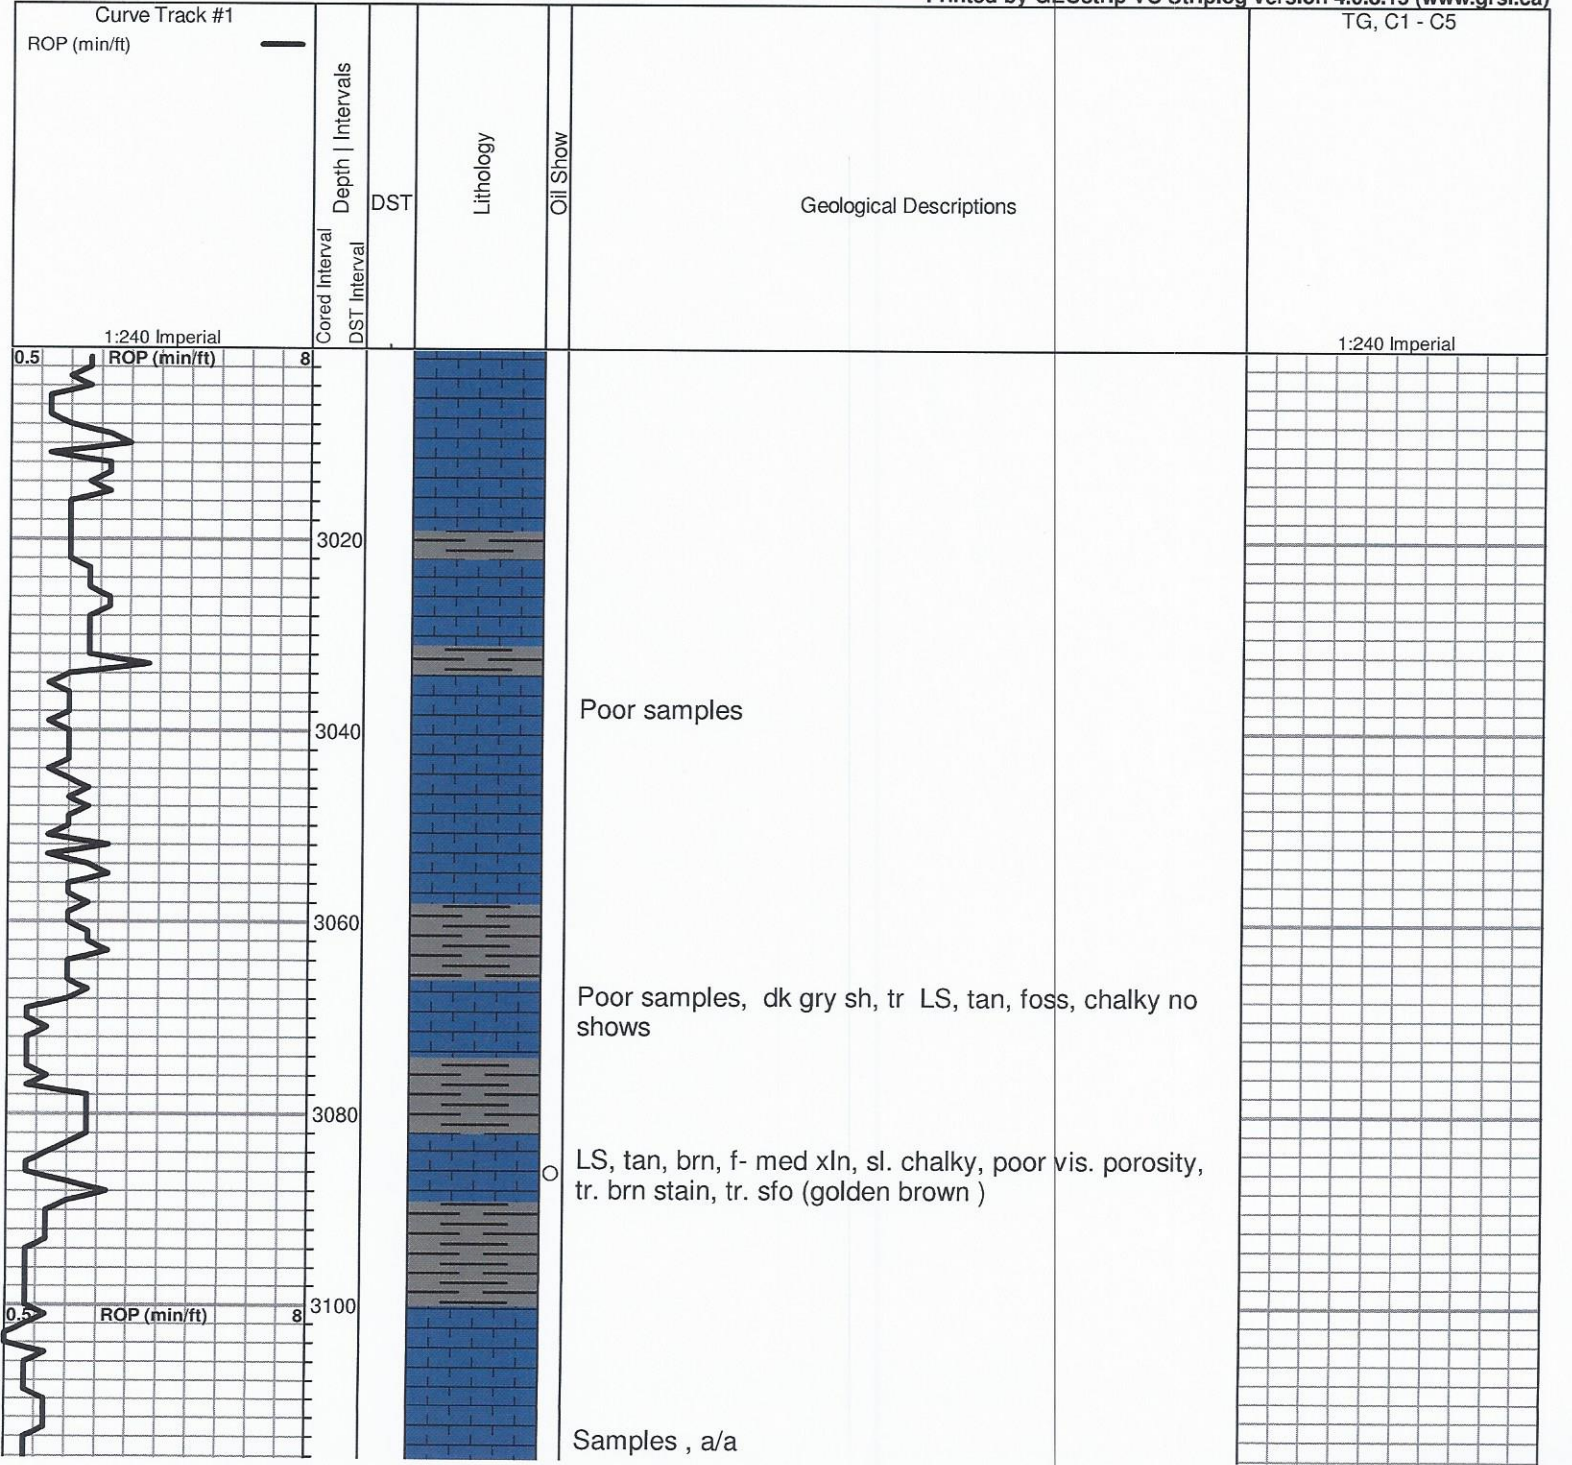 Curve Track #1
TG, C1 - C5
ROP (min/ft)
Cored Interval
Depth | Intervals
DST Interval
DST
Lithology
Oil Show
Geological Descriptions
1:240 Imperial
1:240 Imperial
0.5 ROP (min/ft) 8
3020
Poor samples
3040
3060
Poor samples, dk gry sh, tr LS, tan, foss, chalky no
shows
3080
LS, tan, brn, f- med xln, sl. chalky, poor vis. porosity,
tr. brn stain, tr. sfo (golden brown )
3100
0.5 ROP (min/ft) 8
Samples , a/a